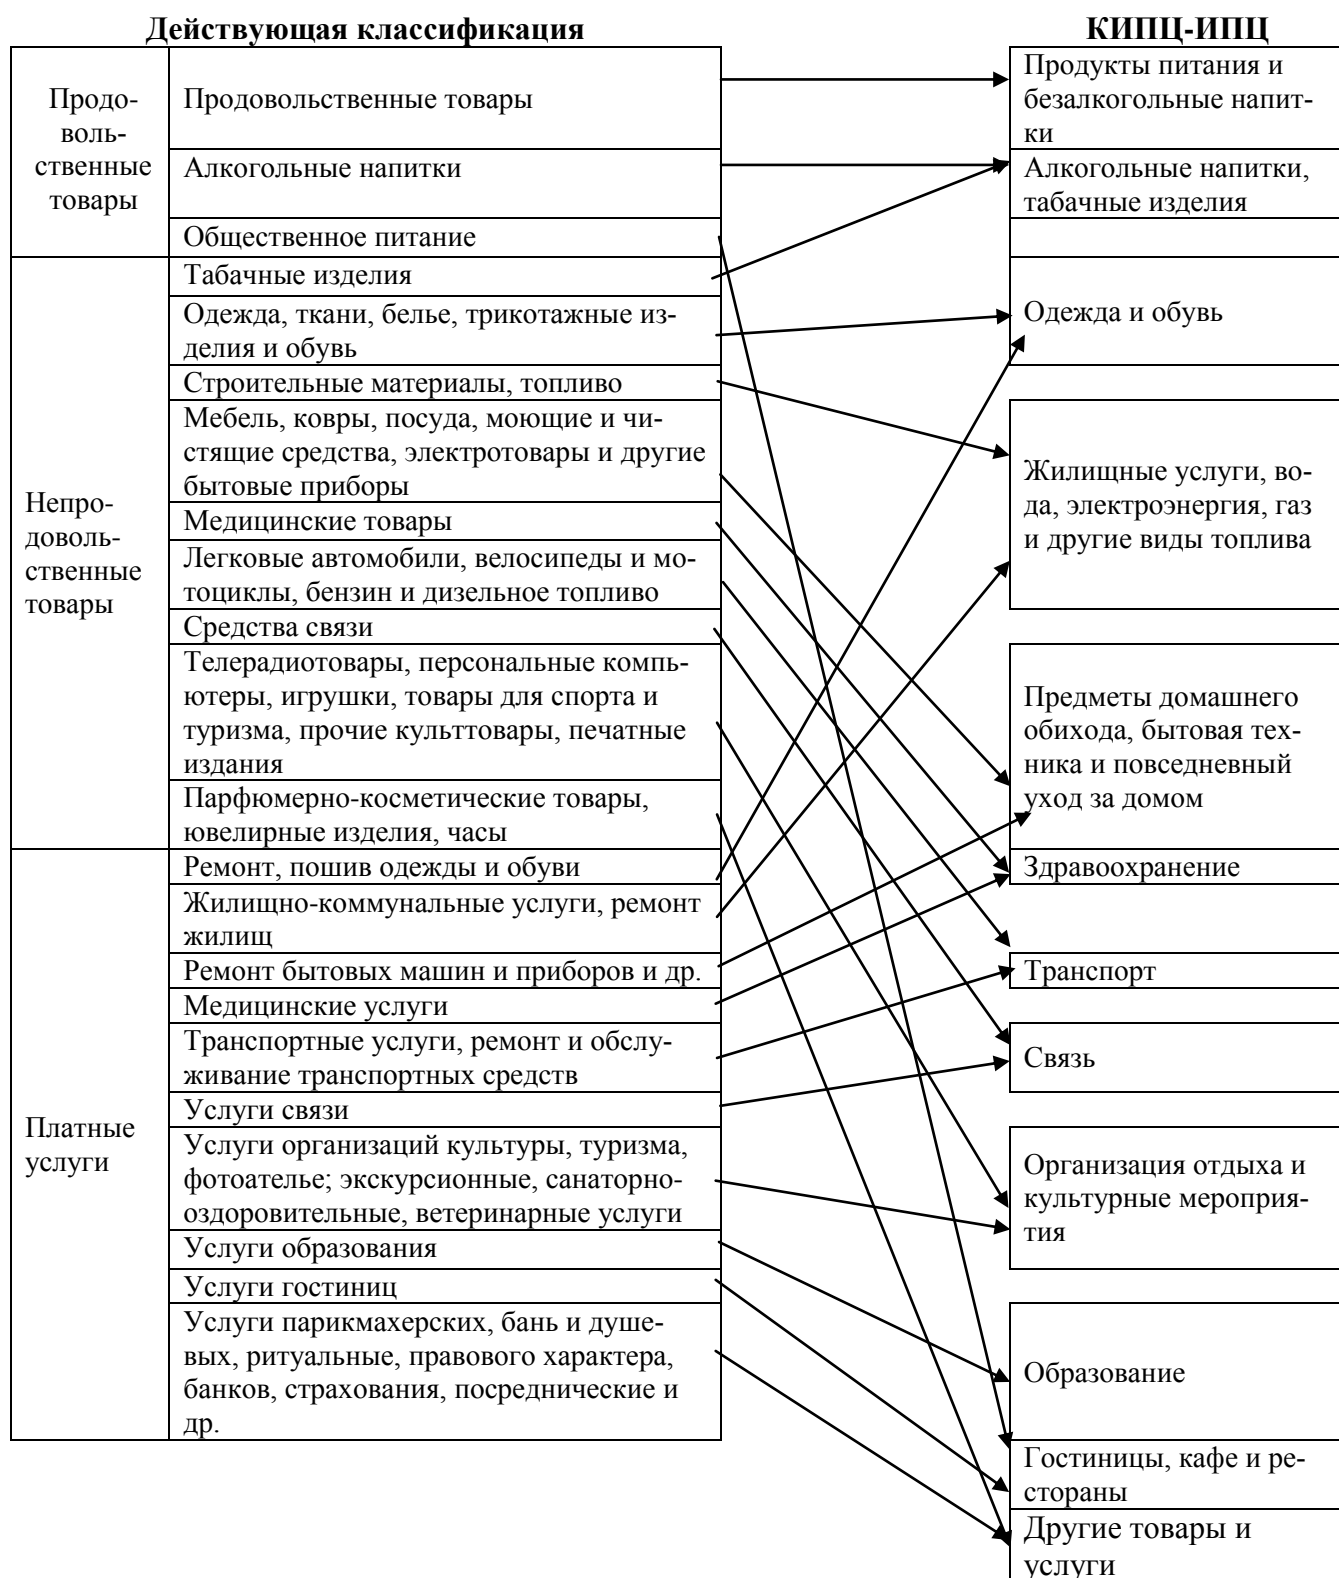 Действующая классификация
КИПЦ-ИПЦ
Продо-
воль-
ственные
товары
Продовольственные товары
Алкогольные напитки
Общественное питание
Непро-
доволь-
ственные
товары
Табачные изделия
Одежда, ткани, белье, трикотажные из-
делия и обувь
Строительные материалы, топливо
Мебель, ковры, посуда, моющие и чи-
стящие средства, электротовары и другие
бытовые приборы
Медицинские товары
Легковые автомобили, велосипеды и мо-
тоциклы, бензин и дизельное топливо
Средства связи
Телерадиотовары, персональные компь-
ютеры, игрушки, товары для спорта и
туризма, прочие культтовары, печатные
издания
Парфюмерно-косметические товары,
ювелирные изделия, часы
Платные
услуги
Ремонт, пошив одежды и обуви
Жилищно-коммунальные услуги, ремонт
жилищ
Ремонт бытовых машин и приборов и др.
Медицинские услуги
Транспортные услуги, ремонт и обслу-
живание транспортных средств
Услуги связи
Услуги организаций культуры, туризма,
фотоателье; экскурсионные, санаторно-
оздоровительные, ветеринарные услуги
Услуги образования
Услуги гостиниц
Услуги парикмахерских, бань и душе-
вых, ритуальные, правового характера,
банков, страхования, посреднические и
др.
Продукты питания и
безалкогольные напит-
ки
Алкогольные напитки,
табачные изделия
Одежда и обувь
Жилищные услуги, во-
да, электроэнергия, газ
и другие виды топлива
Предметы домашнего
обихода, бытовая тех-
ника и повседневный
уход за домом
Здравоохранение
Транспорт
Связь
Организация отдыха и
культурные мероприя-
тия
Образование
Гостиницы, кафе и ре-
стораны
Другие товары и
услуги